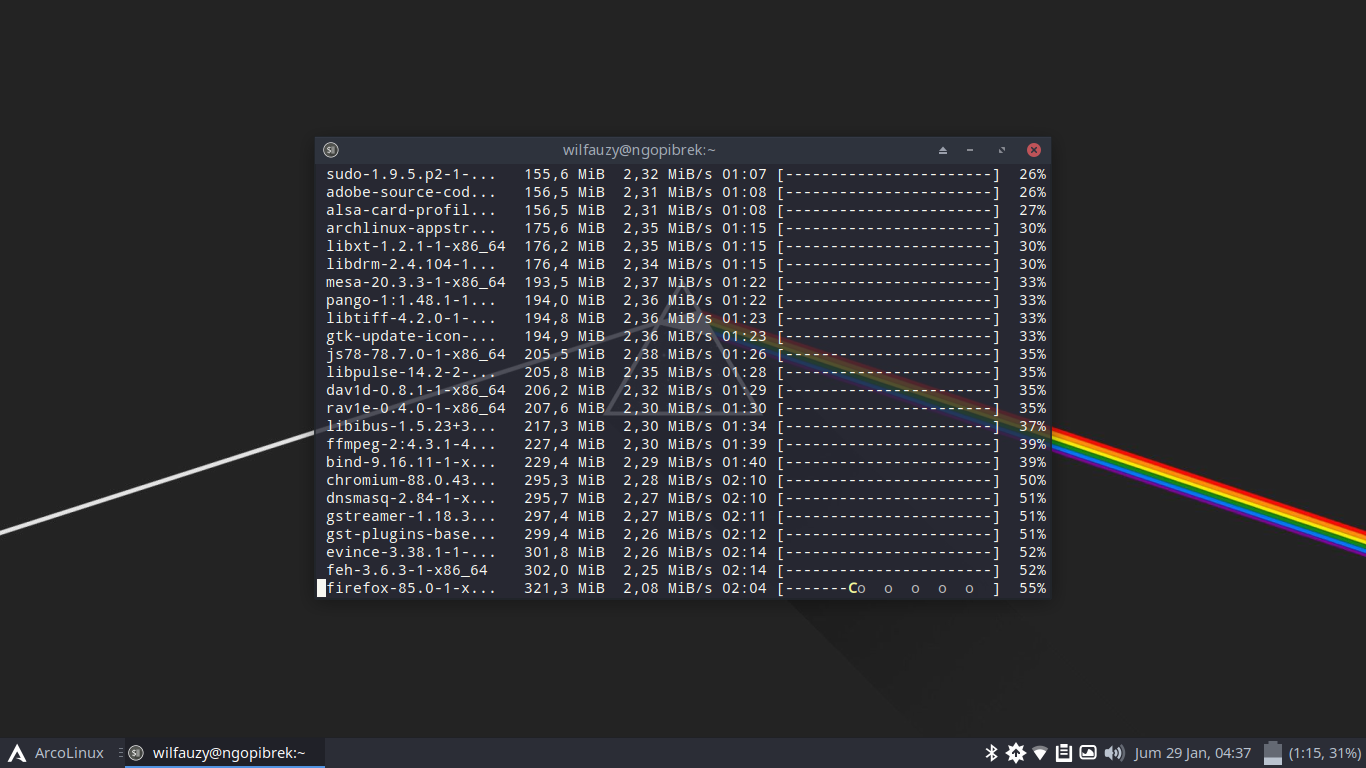 wilfauzy@ngopibrek:~
sudo-1.9.5.p2-1-... 155,6 MiB 2,32 MiB/s 01:07 [------------------------] 26%
adobe-source-cod... 156,5 MiB 2,31 MiB/s 01:08 [------------------------] 26%
alsa-card-profil... 156,5 MiB 2,31 MiB/s 01:08 [------------------------] 27%
archlinux-appstr... 175,6 MiB 2,35 MiB/s 01:15 [------------------------] 30%
libxt-1.2.1-1-x86_64 176,2 MiB 2,35 MiB/s 01:15 [------------------------] 30%
libdrm-2.4.104-1... 176,4 MiB 2,34 MiB/s 01:15 [------------------------] 30%
mesa-20.3.3-1-x86_64 193,5 MiB 2,37 MiB/s 01:22 [------------------------] 33%
pango-1:1.48.1-1... 194,0 MiB 2,36 MiB/s 01:22 [------------------------] 33%
libtiff-4.2.0-1-... 194,8 MiB 2,36 MiB/s 01:23 [------------------------] 33%
gtk-update-icon-... 194,9 MiB 2,36 MiB/s 01:23 [------------------------] 33%
js78-78.7.0-1-x86_64 205,5 MiB 2,38 MiB/s 01:26 [------------------------] 35%
libpulse-14.2-2-... 205,8 MiB 2,35 MiB/s 01:28 [------------------------] 35%
dav1d-0.8.1-1-x86_64 206,2 MiB 2,32 MiB/s 01:29 [------------------------] 35%
rav1e-0.4.0-1-x86_64 207,6 MiB 2,30 MiB/s 01:30 [------------------------] 35%
libibus-1.5.23+3... 217,3 MiB 2,30 MiB/s 01:34 [------------------------] 37%
ffmpeg-2:4.3.1-4... 227,4 MiB 2,30 MiB/s 01:39 [------------------------] 39%
bind-9.16.11-1-x... 229,4 MiB 2,29 MiB/s 01:40 [------------------------] 39%
chromium-88.0.43... 295,3 MiB 2,28 MiB/s 02:10 [------------------------] 50%
dnsmasq-2.84-1-x... 295,7 MiB 2,27 MiB/s 02:10 [------------------------] 51%
gstreamer-1.18.3... 297,4 MiB 2,27 MiB/s 02:11 [------------------------] 51%
gst-plugins-base... 299,4 MiB 2,26 MiB/s 02:12 [------------------------] 51%
evince-3.38.1-1-... 301,8 MiB 2,26 MiB/s 02:14 [------------------------] 52%
feh-3.6.3-1-x86_64 302,0 MiB 2,25 MiB/s 02:14 [------------------------] 52%
firefox-85.0-1-x... 321,3 MiB 2,08 MiB/s 02:04 [-------Co  o  o  o  o  ] 55%
ArcoLinux wilfauzy@ngopibrek:~ Jum 29 Jan, 04:37 (1:15, 31%)